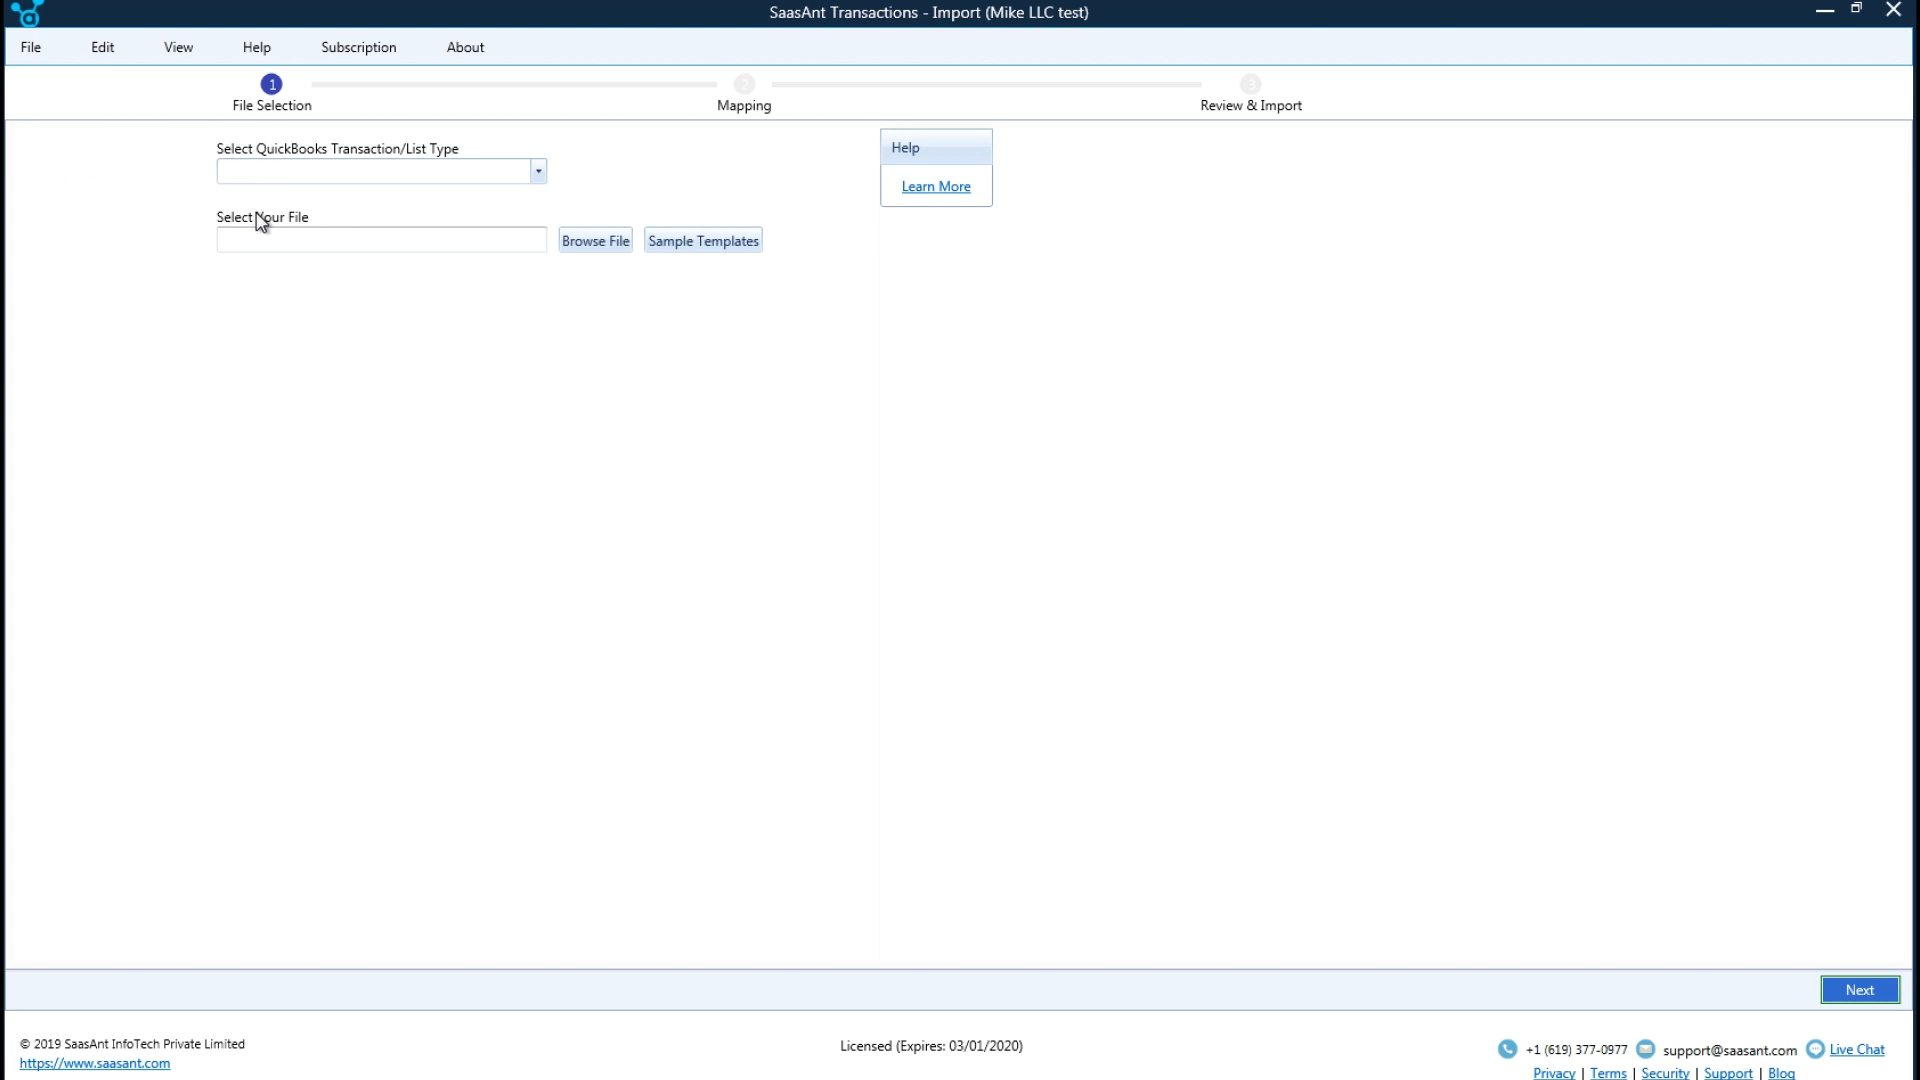 SaasAnt Transactions - Import (Mike LLC test)
File Edit View Help Subscription About
1 2 3
File Selection Mapping Review & Import
Select QuickBooks Transaction/List Type
Help
Learn More
Select Your File
Browse File Sample Templates
Next
© 2019 SaasAnt InfoTech Private Limited
https://www.saasant.com
Licensed (Expires: 03/01/2020)
+1 (619) 377-0977 support@saasant.com Live Chat
Privacy | Terms | Security | Support | Blog